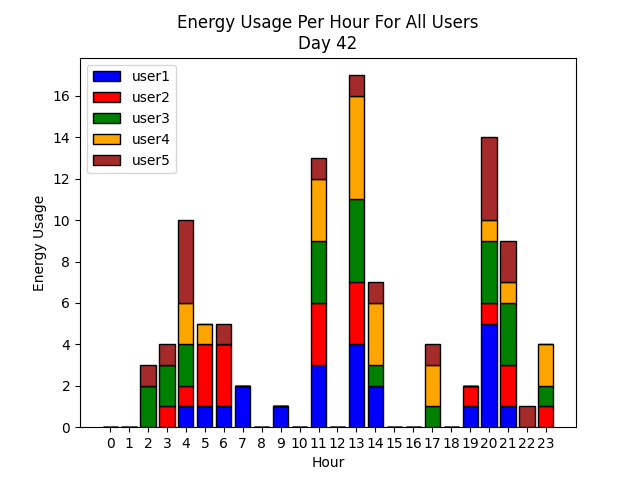 Energy Usage Per Hour For All Users
Day 42
user1
user2
user3
user4
user5
Energy Usage
16
14
12
10
8
6
4
2
0
0 1 2 3 4 5 6 7 8 9 10 11 12 13 14 15 16 17 18 19 20 21 22 23
Hour